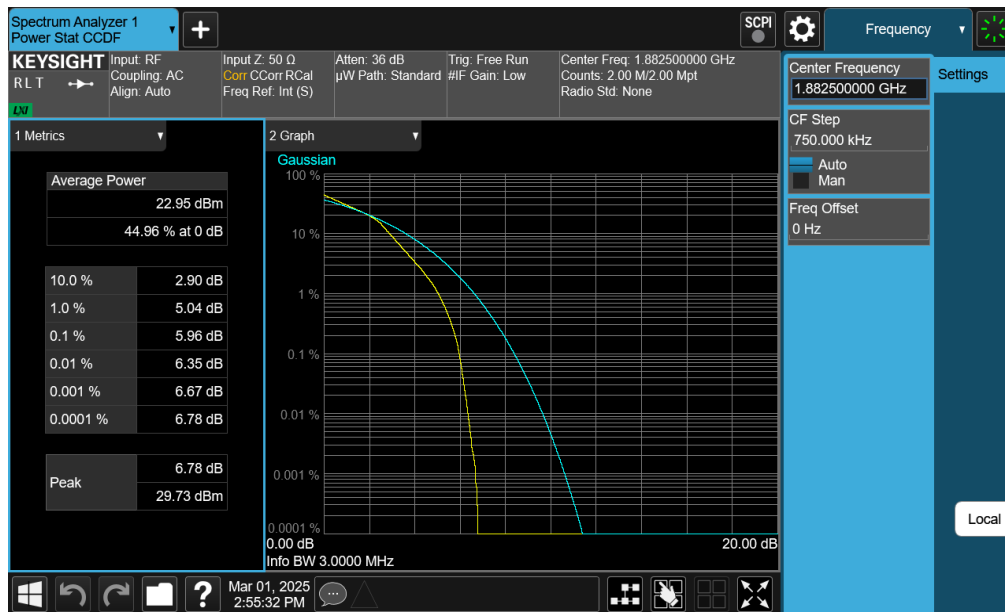 Spectrum Analyzer 1
Power Stat CCDF
+
SCPI
Frequency
KEYSIGHT
RLT
LXI
Input: RF
Coupling: AC
Align: Auto
Input Z: 50 Ω
Corr CCorr RCal
Freq Ref: Int (S)
Atten: 36 dB
µW Path: Standard
Trig: Free Run
#IF Gain: Low
Center Freq: 1.882500000 GHz
Counts: 2.00 M/2.00 Mpt
Radio Std: None
1 Metrics
Average Power
22.95 dBm
44.96 % at 0 dB
10.0 % 2.90 dB
1.0 % 5.04 dB
0.1 % 5.96 dB
0.01 % 6.35 dB
0.001 % 6.67 dB
0.0001 % 6.78 dB
Peak
6.78 dB
29.73 dBm
2 Graph
Gaussian
100 %
10 %
1 %
0.1 %
0.01 %
0.001 %
0.0001 %
0.00 dB 20.00 dB
Info BW 3.0000 MHz
Center Frequency
1.882500000 GHz
CF Step
750.000 kHz
Auto
Man
Freq Offset
0 Hz
Settings
Local
?
Mar 01, 2025
2:55:32 PM